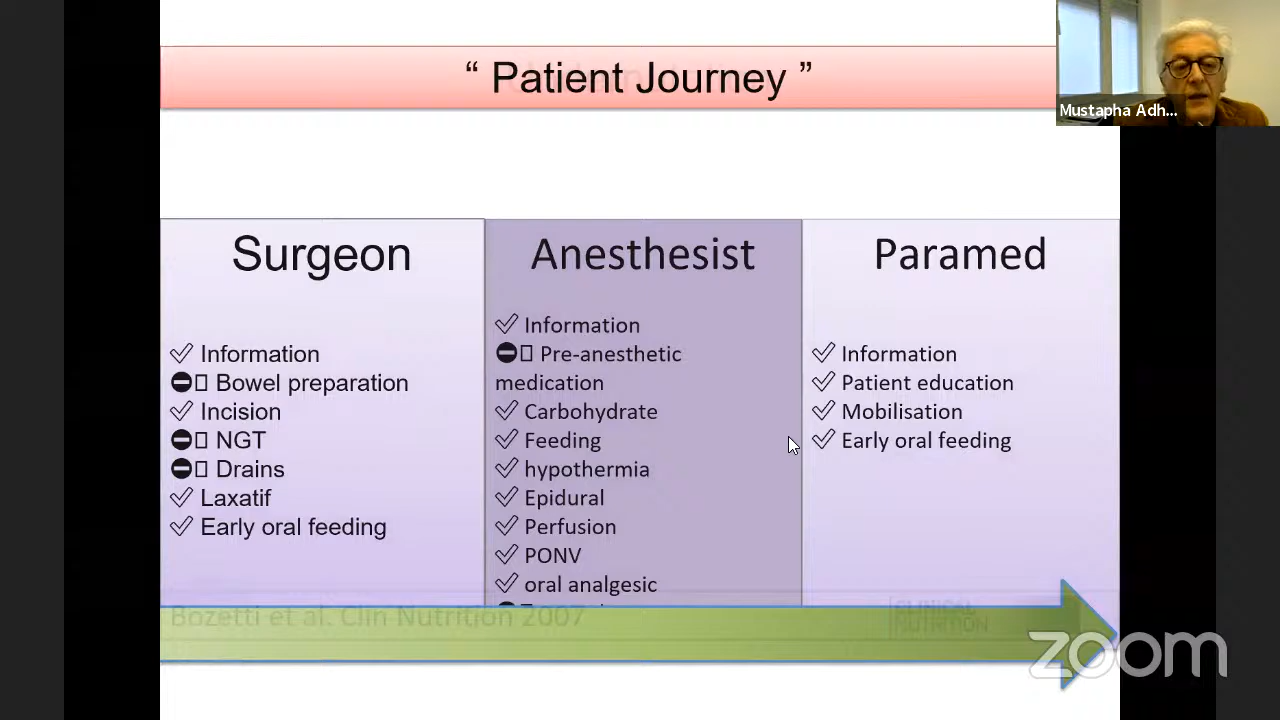 “ Patient Journey ”
Mustapha Adh...
Surgeon
✓ Information
⛔ Bowel preparation
✓ Incision
⛔ NGT
⛔ Drains
✓ Laxatif
✓ Early oral feeding
Anesthesist
✓ Information
⛔ Pre-anesthetic
medication
✓ Carbohydrate
✓ Feeding
✓ hypothermia
✓ Epidural
✓ Perfusion
✓ PONV
✓ oral analgesic
Paramed
✓ Information
✓ Patient education
✓ Mobilisation
✓ Early oral feeding
Bozetti et al. Clin Nutrition 2007
CLINICAL
NUTRITION
zoom